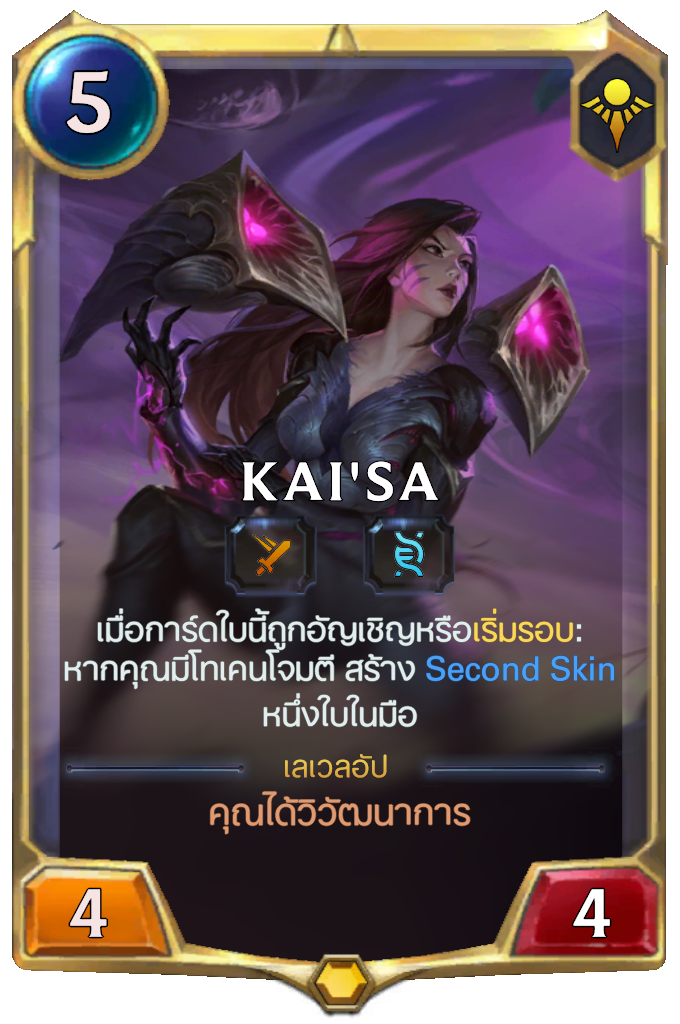 5
KAI'SA
เมื่อการ์ดใบนี้ถูกอัญเชิญหรือเริ่มรอบ:
หากคุณมีโทเคนโจมตี สร้าง Second Skin
หนึ่งใบในมือ
เลเวลอัป
คุณได้วิวัฒนาการ
4
4